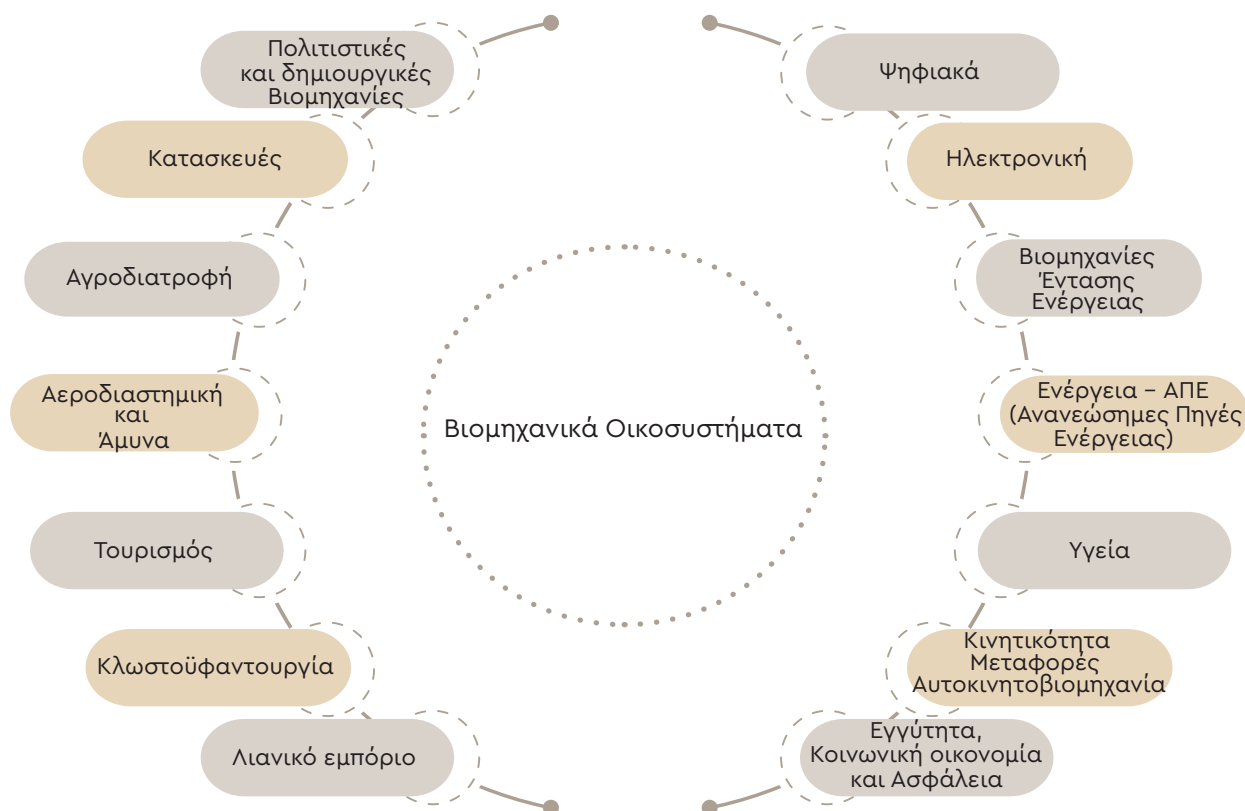 Πολιτιστικές
και δημιουργικές
Βιομηχανίες
Κατασκευές
Αγροδιατροφή
Αεροδιαστημική
και
Άμυνα
Τουρισμός
Κλωστοϋφαντουργία
Λιανικό εμπόριο
Βιομηχανικά Οικοσυστήματα
Ψηφιακά
Ηλεκτρονική
Βιομηχανίες
Έντασης
Ενέργειας
Ενέργεια – ΑΠΕ
(Ανανεώσημες Πηγές
Ενέργειας)
Υγεία
Κινητικότητα
Μεταφορές
Αυτοκινητοβιομηχανία
Εγγύτητα,
Κοινωνική οικονομία
και Ασφάλεια